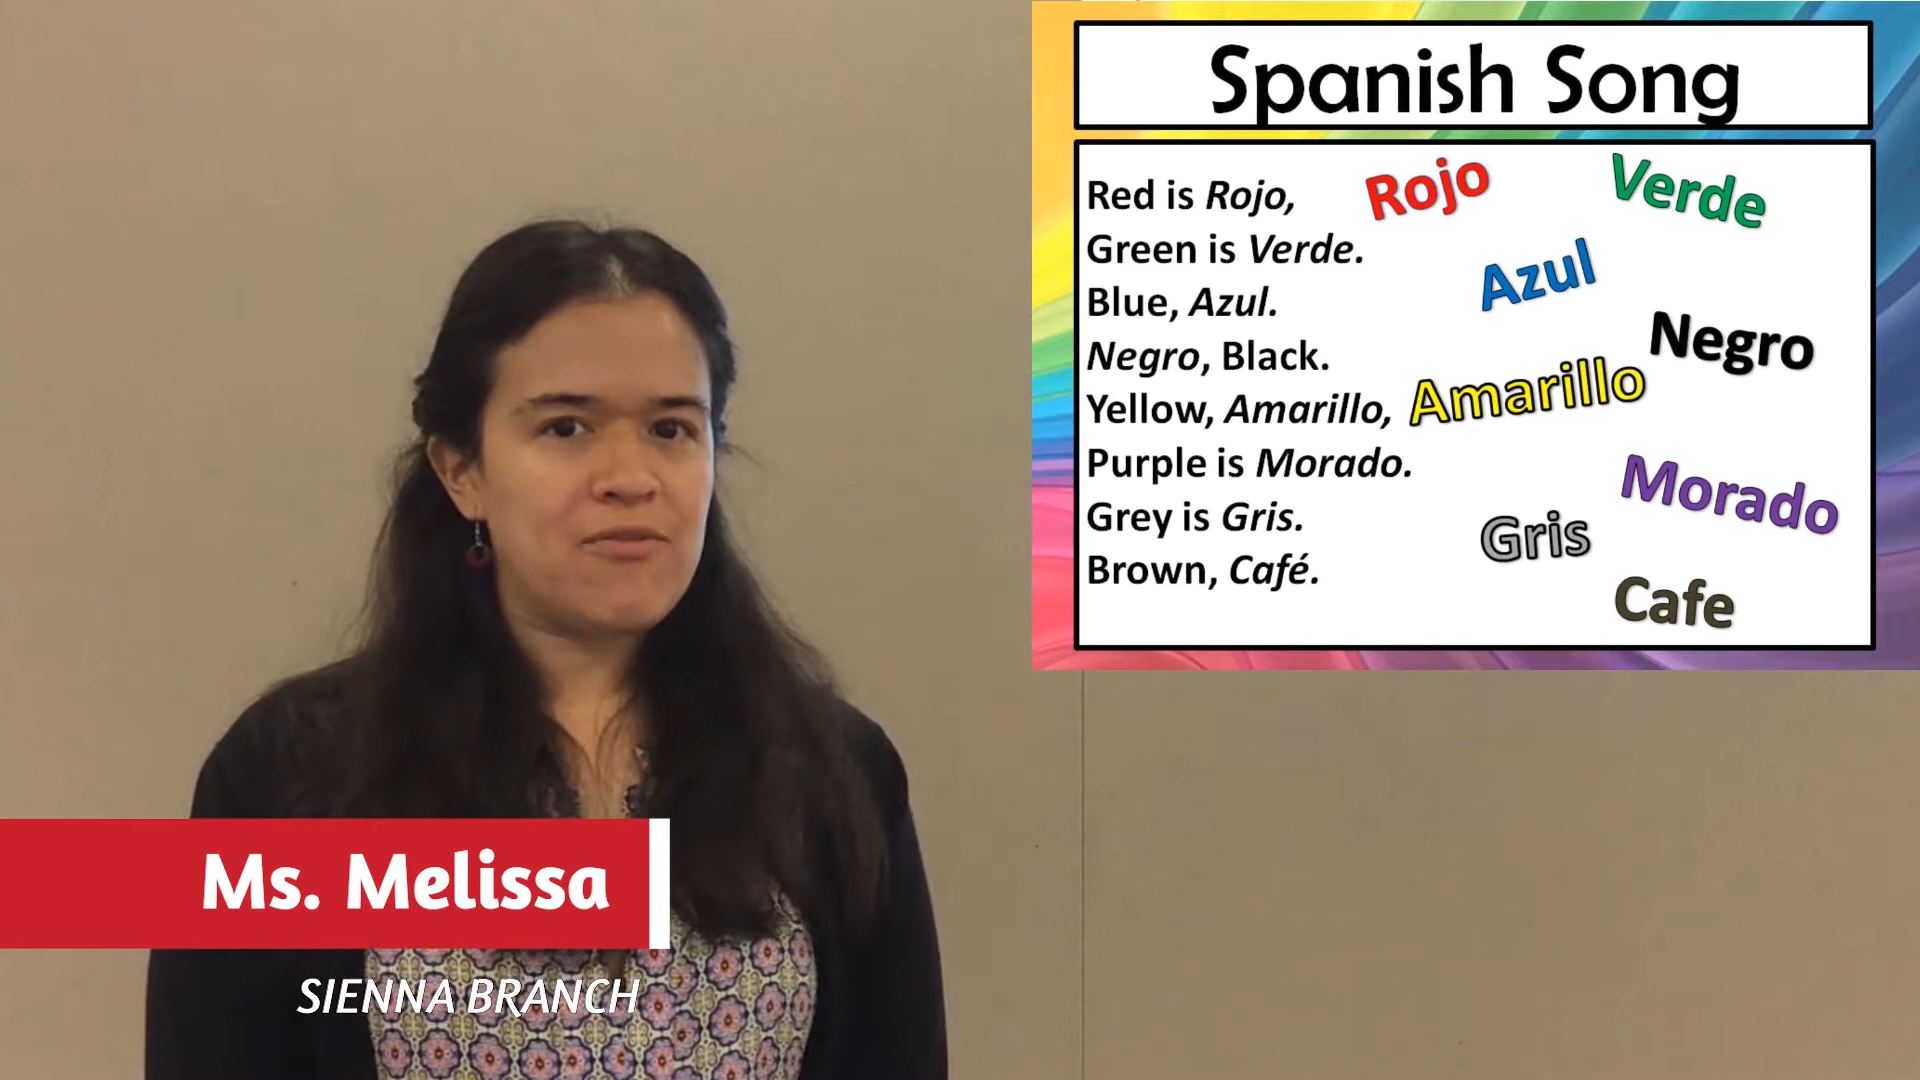 Spanish Song
Red is Rojo,
Green is Verde.
Blue, Azul.
Negro, Black.
Yellow, Amarillo,
Purple is Morado.
Grey is Gris.
Brown, Café.
Rojo
Verde
Azul
Negro
Amarillo
Morado
Gris
Cafe
Ms. Melissa
SIENNA BRANCH